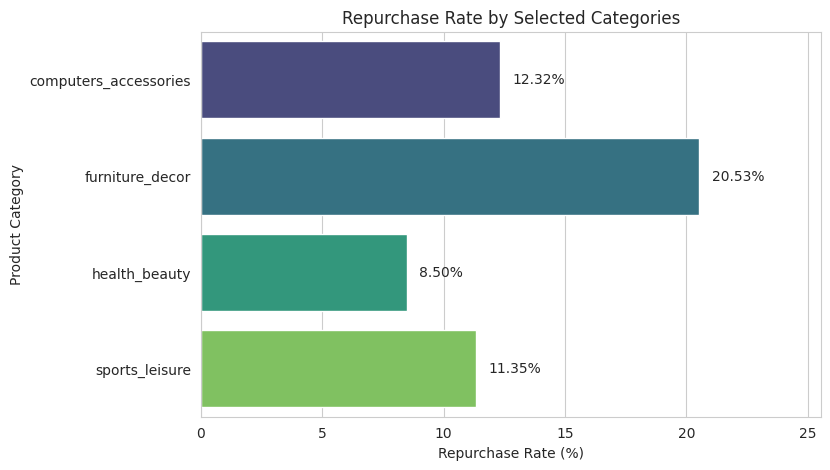 Repurchase Rate by Selected Categories
computers_accessories
12.32%
furniture_decor
20.53%
health_beauty
8.50%
sports_leisure
11.35%
Product Category
0 5 10 15 20 25
Repurchase Rate (%)